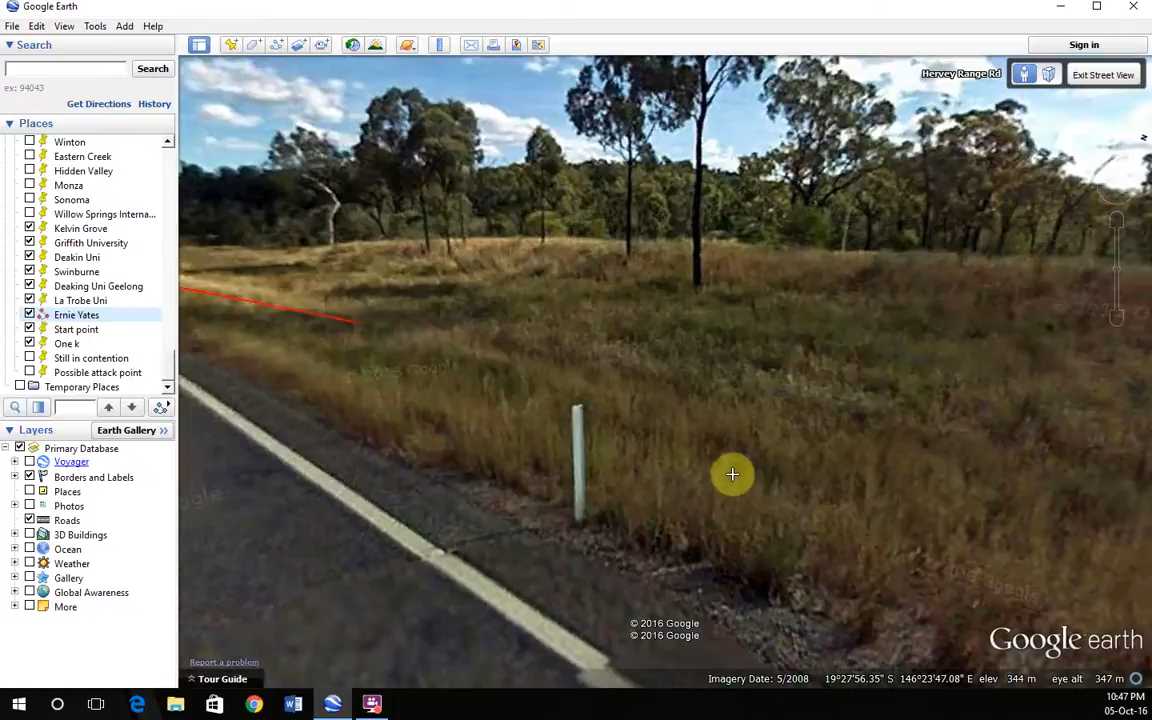 Google Earth
File Edit View Tools Add Help
Search
Search
ex: 94043
Get Directions History
Places
Winton
Eastern Creek
Hidden Valley
Monza
Sonoma
Willow Springs Interna...
Kelvin Grove
Griffith University
Deakin Uni
Swinburne
Deaking Uni Geelong
La Trobe Uni
Ernie Yates
Start point
One k
Still in contention
Possible attack point
Temporary Places
Layers
Earth Gallery >>
Primary Database
Voyager
Borders and Labels
Places
Photos
Roads
3D Buildings
Ocean
Weather
Gallery
Global Awareness
More
Sign in
Hervey Range Rd
Exit Street View
N
© 2016 Google
© 2016 Google
Google earth
Report a problem
Tour Guide
Imagery Date: 5/2008 19°27'56.35" S 146°23'47.08" E elev 344 m eye alt 347 m
10:47 PM
05-Oct-16